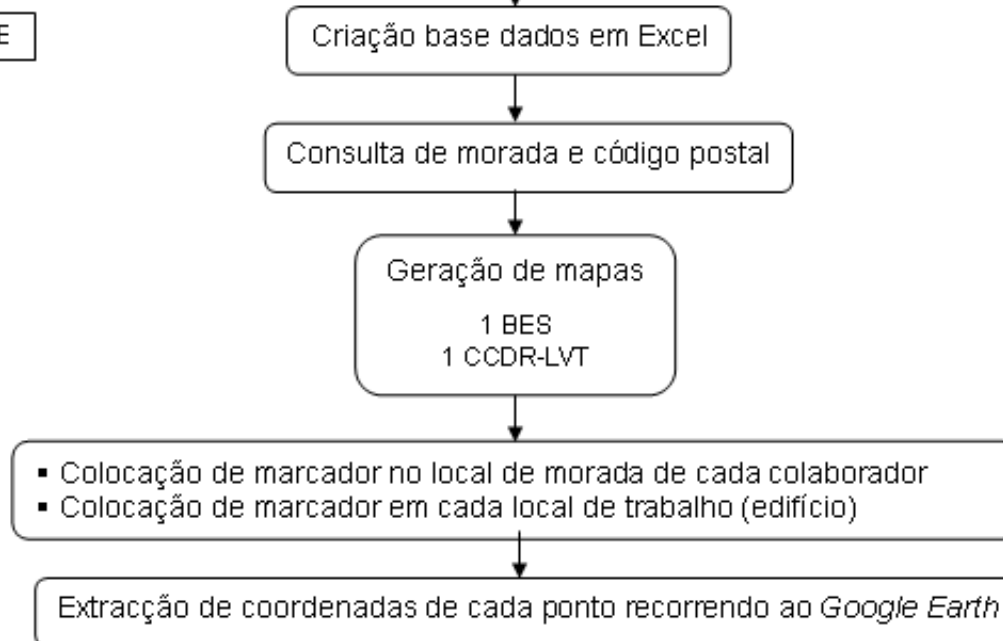 E
Criação base dados em Excel
Consulta de morada e código postal
Geração de mapas
1 BES
1 CCDR-LVT
▪ Colocação de marcador no local de morada de cada colaborador
▪ Colocação de marcador em cada local de trabalho (edifício)
Extracção de coordenadas de cada ponto recorrendo ao Google Earth